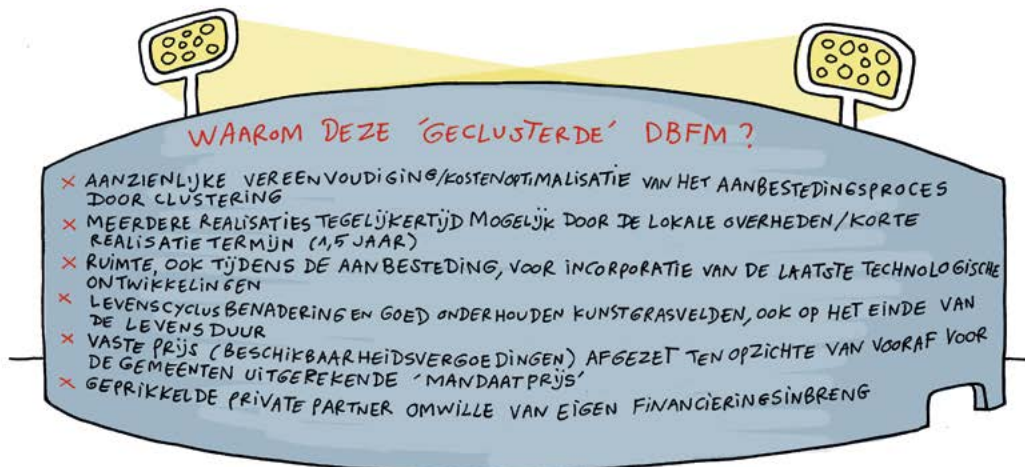 WAAROM DEZE 'GECLUSTERDE' DBFM?
× AANZIENLIJKE VEREENVOUDIGING/KOSTENOPTIMALISATIE VAN HET AANBESTEDINGSPROCES
DOOR CLUSTERING
× MEERDERE REALISATIES TEGELIJKERTIJD MOGELIJK DOOR DE LOKALE OVERHEDEN/KORTE
REALISATIETERMIJN (1,5 JAAR)
× RUIMTE, OOK TIJDENS DE AANBESTEDING, VOOR INCORPORATIE VAN DE LAATSTE TECHNOLOGISCHE
ONTWIKKELINGEN
× LEVENSCYCLUSBENADERING EN GOED ONDERHOUDEN KUNSTGRASVELDEN, OOK OP HET EINDE VAN
DE LEVENSDUUR
× VASTE PRIJS (BESCHIKBAARHEIDSVERGOEDINGEN) AFGEZET TEN OPZICHTE VAN VOORAF VOOR
DE GEMEENTEN UITGEREKENDE 'MANDAATPRIJS'
× GEPRIKKELDE PRIVATE PARTNER OMWILLE VAN EIGEN FINANCIERINGSINBRENG